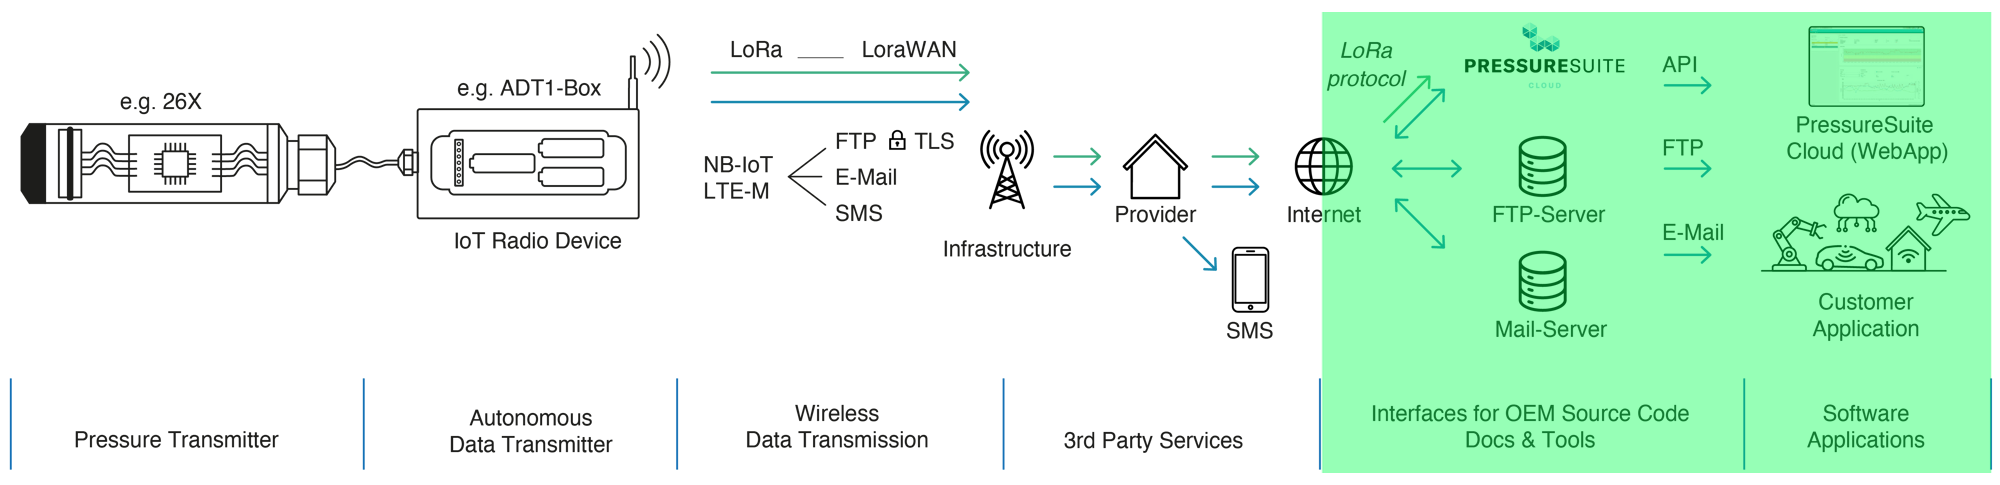 e.g. 26X
e.g. ADT1-Box
IoT Radio Device
LoRa ____ LoraWAN
NB-IoT
LTE-M
FTP TLS
E-Mail
SMS
Infrastructure
Provider
SMS
Internet
LoRa
protocol
PRESSURESUITE
CLOUD
FTP-Server
Mail-Server
API
FTP
E-Mail
PressureSuite
Cloud (WebApp)
Customer
Application
Pressure Transmitter
Autonomous
Data Transmitter
Wireless
Data Transmission
3rd Party Services
Interfaces for OEM Source Code
Docs & Tools
Software
Applications